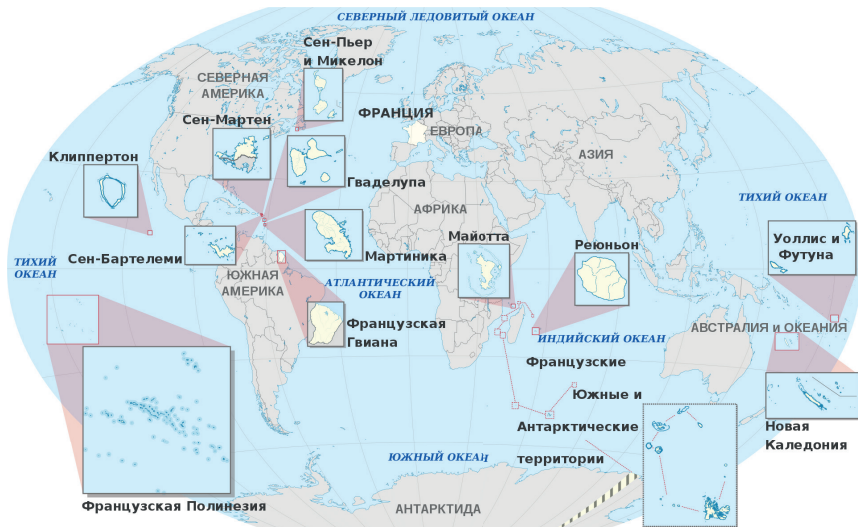 СЕВЕРНЫЙ ЛЕДОВИТЫЙ ОКЕАН
Сен-Пьер
и Микелон
СЕВЕРНАЯ
АМЕРИКА
Сен-Мартен
ФРАНЦИЯ
ЕВРОПА
АЗИЯ
Клиппертон
Гваделупа
ТИХИЙ ОКЕАН
АФРИКА
Майотта
Реюньон
Уоллис и
Футуна
Сен-Бартелеми
Мартиника
ТИХИЙ
ОКЕАН
ЮЖНАЯ
АМЕРИКА
АТЛАНТИЧЕСКИЙ
ОКЕАН
Французская
Гвиана
ИНДИЙСКИЙ ОКЕАН
АВСТРАЛИЯ и ОКЕАНИЯ
Французские
Южные и
Антарктические
территории
Новая
Каледония
ЮЖНЫЙ ОКЕАН
Французская Полинезия
АНТАРКТИДА